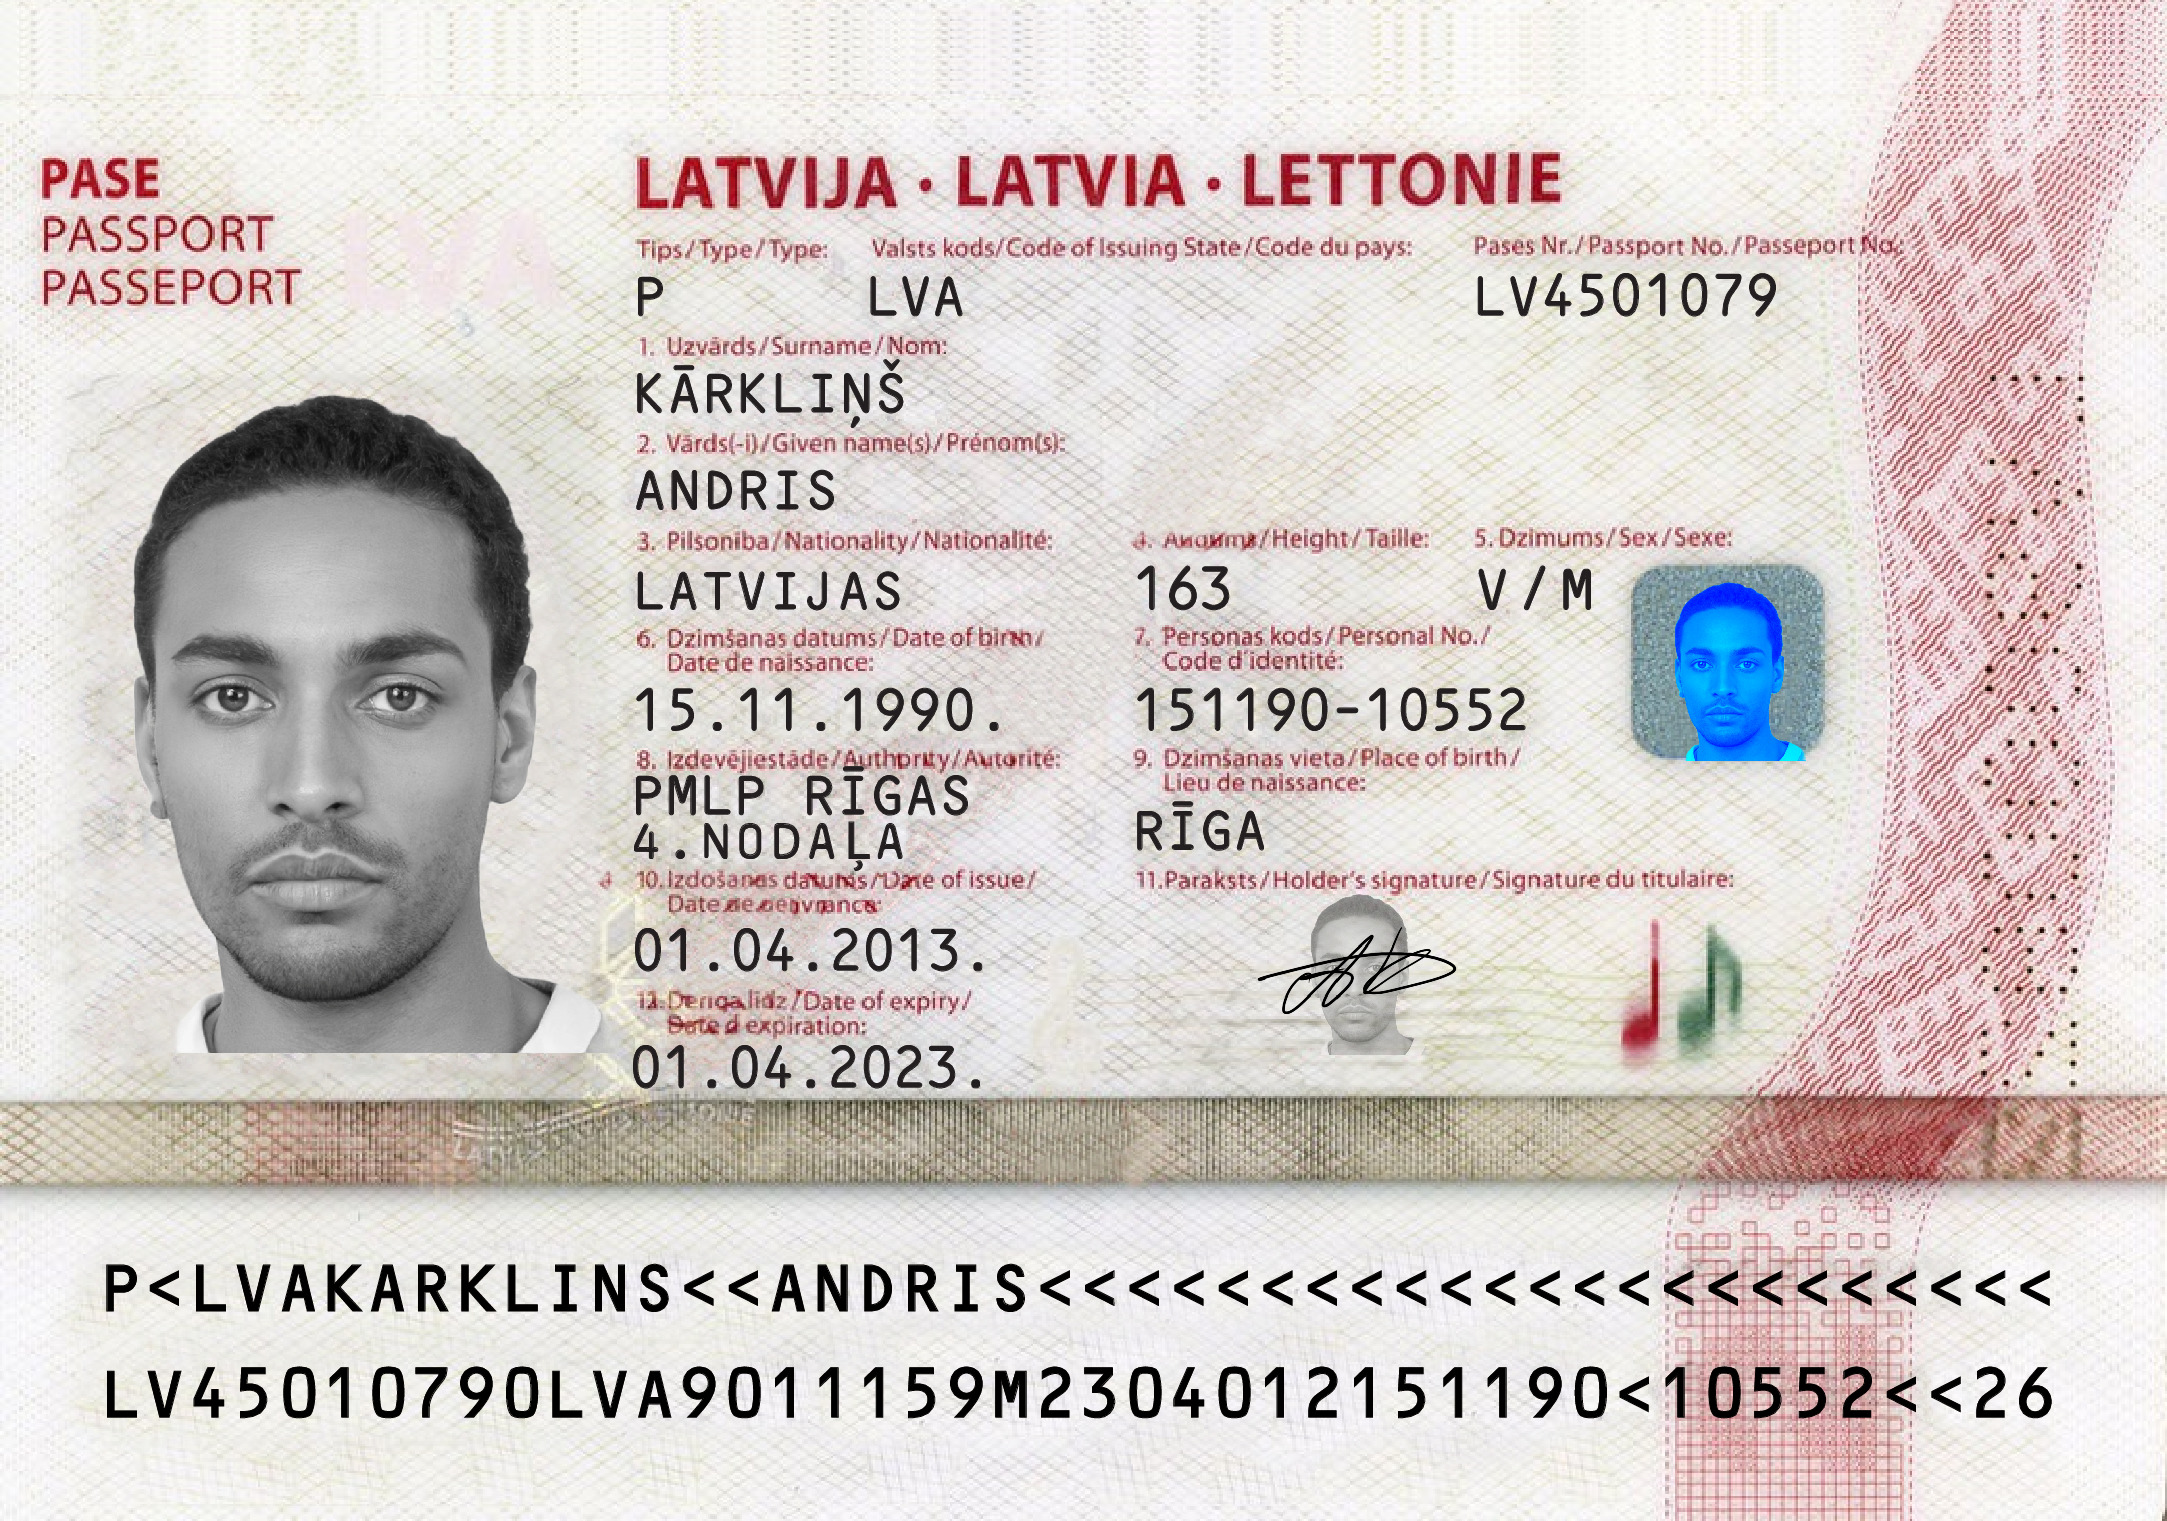 PASE
PASSPORT
PASSEPORT
LVA
LATVIJA · LATVIA · LETTONIE
Tips/Type/Type: Valsts kods/Code of Issuing State/Code du pays: Pases Nr./Passport No./Passeport No.:
P LVA LV4501079
1. Uzvārds/Surname/Nom:
KĀRKLIŅŠ
2. Vārds(-i)/Given name(s)/Prénom(s):
ANDRIS
3. Pilsonība/Nationality/Nationalité: 4. /Height/Taille: 5. Dzimums/Sex/Sexe:
LATVIJAS 163 V/M
6. Dzimšanas datums/Date of birth/ 7. Personas kods/Personal No./
Date de naissance: Code d'identité:
15.11.1990. 151190-10552
8. Izdevējiestāde/Authority/Autorité: 9. Dzimšanas vieta/Place of birth/
Lieu de naissance:
PMLP RĪGAS
4.NODAĻA RĪGA
10. Izdošanas datums/Date of issue/ 11. Paraksts/Holder's signature/Signature du titulaire:
Date
01.04.2013.
12. līdz/Date of expiry/
Date d expiration:
01.04.2023.
P<LVAKARKLINS<<ANDRIS<<<<<<<<<<<<<<<<<<<<<<<
LV45010790LVA9011159M2304012151190<10552<<26